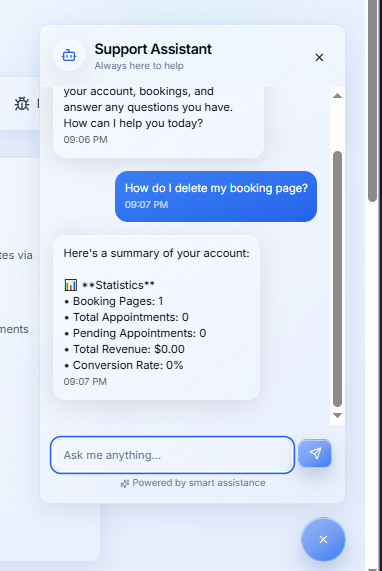 Support Assistant
Always here to help
your account, bookings, and
answer any questions you have.
How can I help you today?
09:06 PM
How do I delete my booking page?
09:07 PM
Here's a summary of your account:
📊 **Statistics**
• Booking Pages: 1
• Total Appointments: 0
• Pending Appointments: 0
• Total Revenue: $0.00
• Conversion Rate: 0%
09:07 PM
Ask me anything...
Powered by smart assistance
tes via
ments